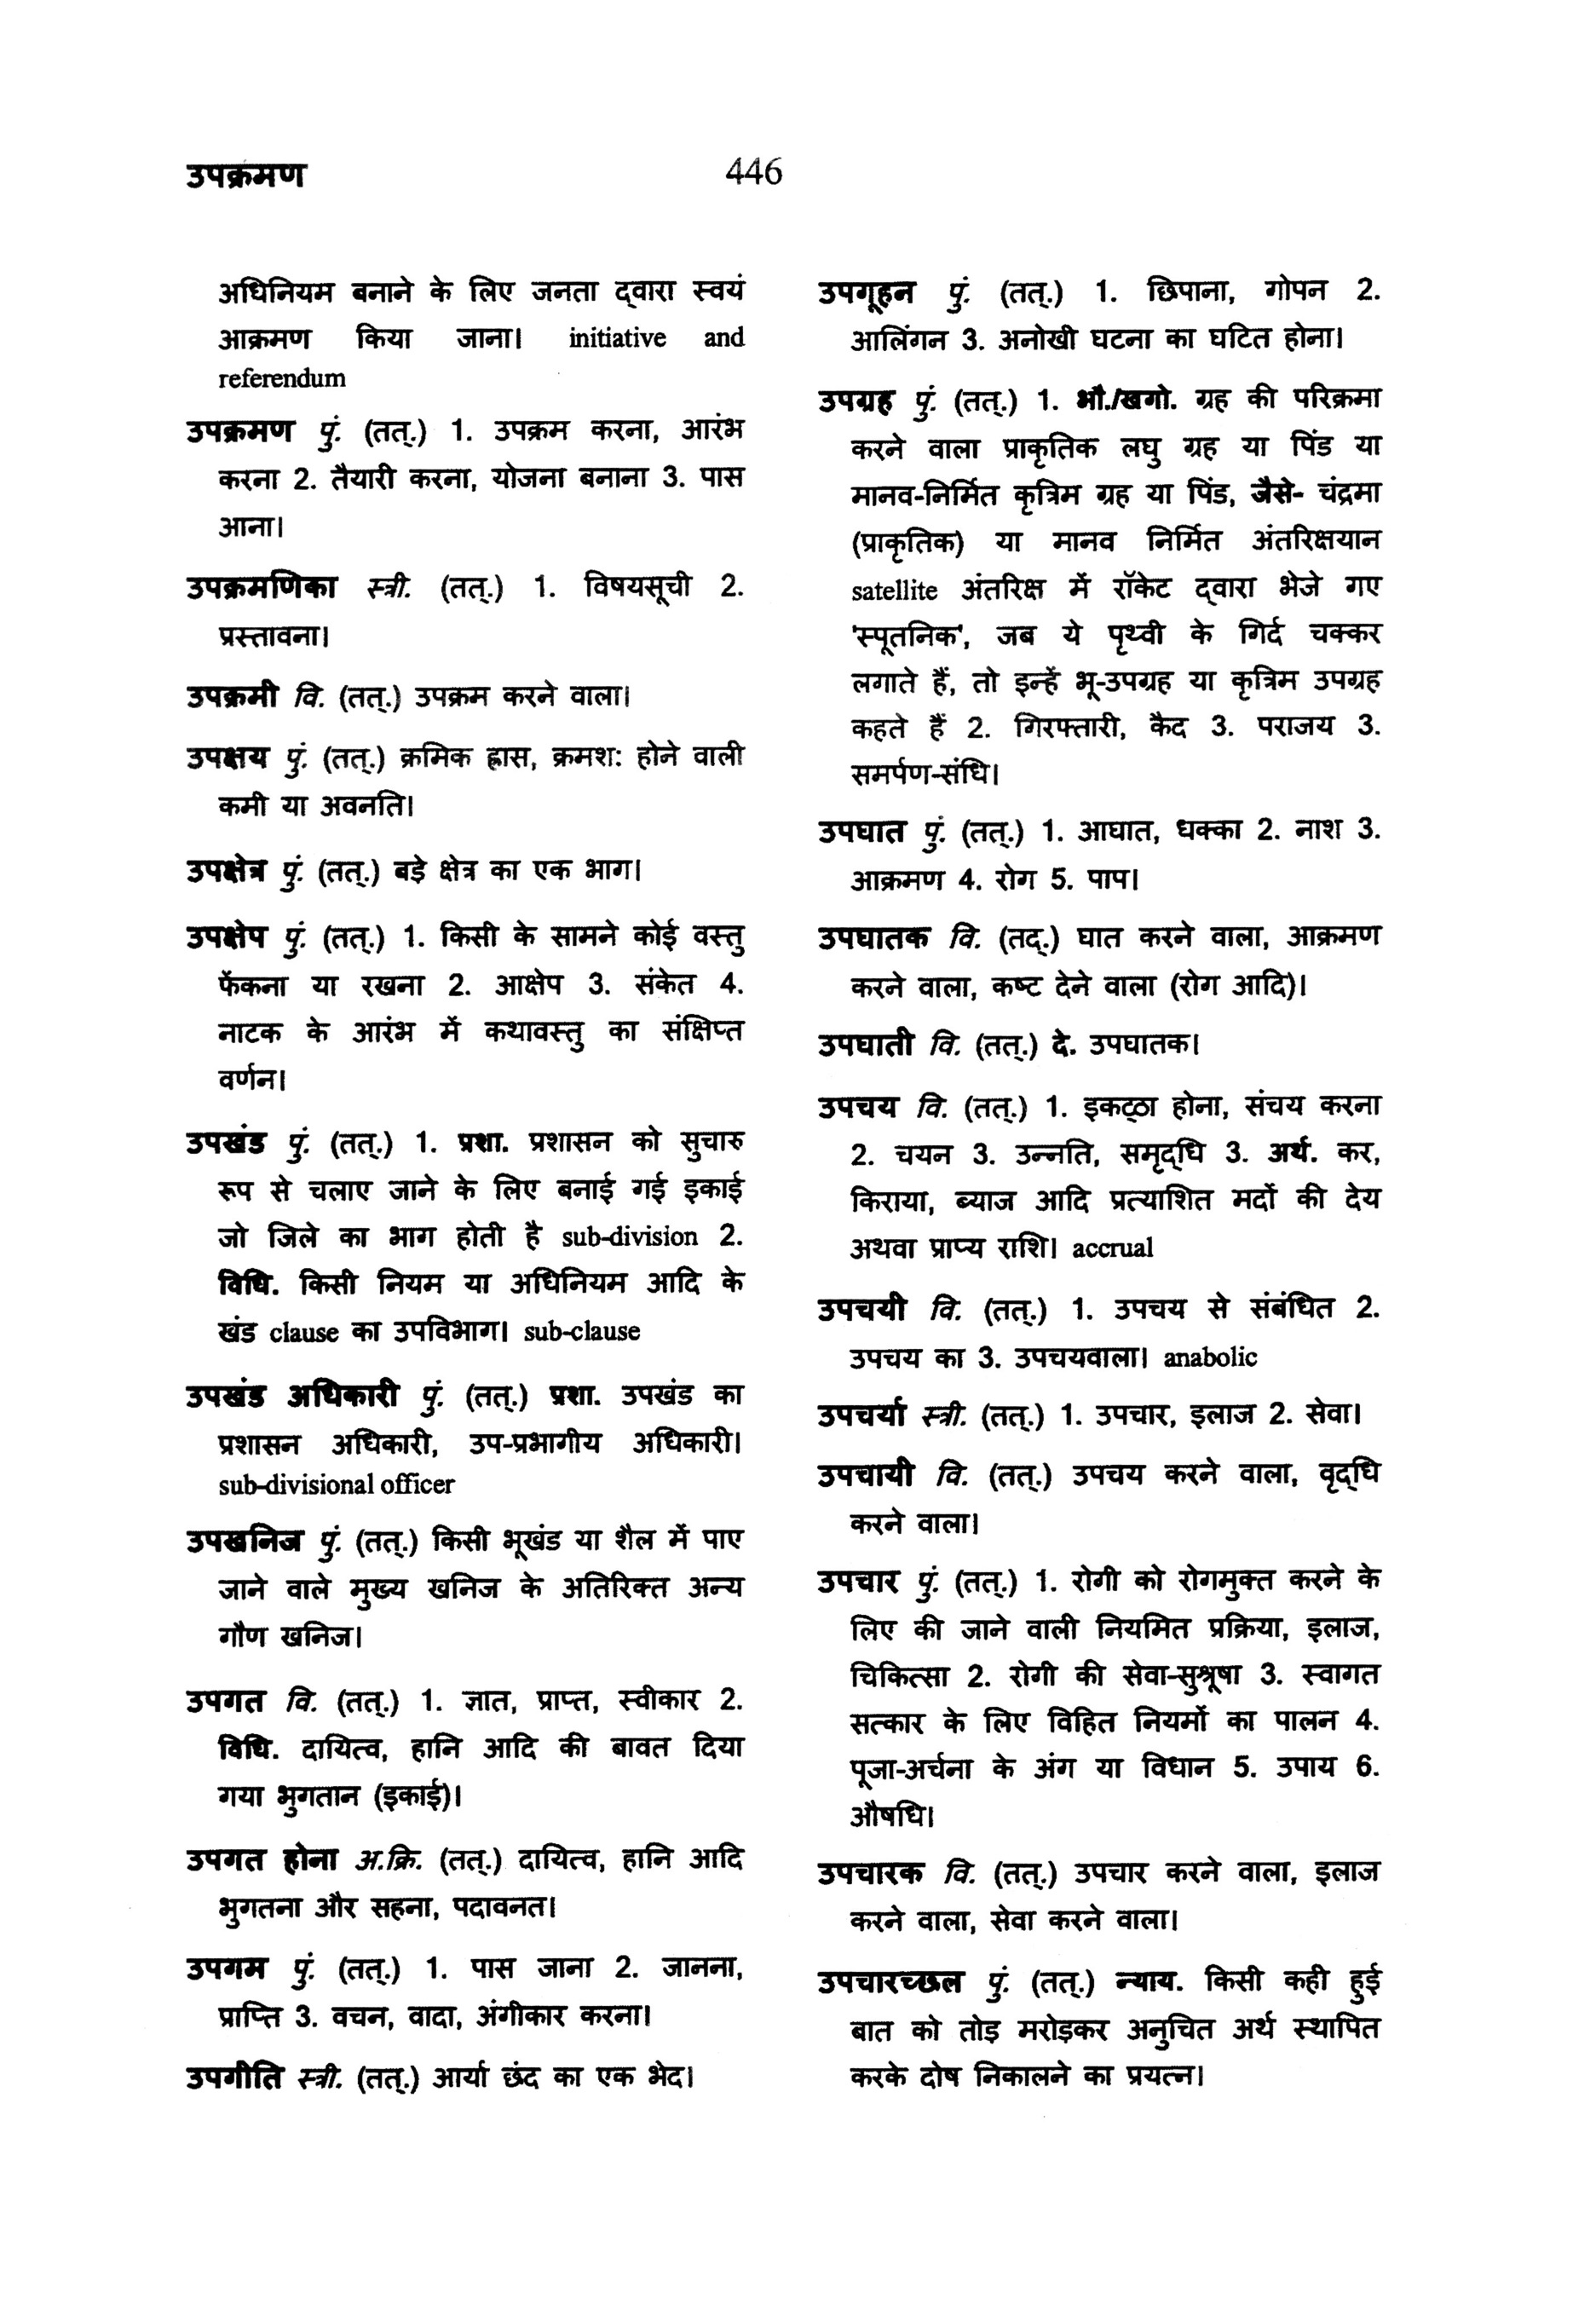 उपक्रमण
446
अधिनियम बनाने के लिए जनता द्‌वारा स्वयं
आक्रमण किया जाना। initiative and
referendum
उपक्रमण पुं. (तत्.) 1. उपक्रम करना, आरंभ
करना 2. तैयारी करना, योजना बनाना 3. पास
आना।
उपक्रमणिका स्त्री. (तत्.) 1. विषयसूची 2.
प्रस्तावना।
उपक्रमी वि. (तत्.) उपक्रम करने वाला।
उपक्षय पुं. (तत्.) क्रमिक ह्रास, क्रमश: होने वाली
कमी या अवनति।
उपक्षेत्र पुं. (तत्.) बड़े क्षेत्र का एक भाग।
उपक्षेप पुं. (तत्.) 1. किसी के सामने कोई वस्तु
फेंकना या रखना 2. आक्षेप 3. संकेत 4.
नाटक के आरंभ में कथावस्तु का संक्षिप्त
वर्णन।
उपखंड पुं. (तत्.) 1. प्रशा. प्रशासन को सुचारु
रूप से चलाए जाने के लिए बनाई गई इकाई
जो जिले का भाग होती है sub-division 2.
विधि. किसी नियम या अधिनियम आदि के
खंड clause का उपविभाग। sub-clause
उपखंड अधिकारी पुं. (तत्.) प्रशा. उपखंड का
प्रशासन अधिकारी, उप-प्रभागीय अधिकारी।
sub-divisional officer
उपखनिज पुं. (तत्.) किसी भूखंड या शैल में पाए
जाने वाले मुख्य खनिज के अतिरिक्त अन्य
गौण खनिज।
उपगत वि. (तत्.) 1. ज्ञात, प्राप्त, स्वीकार 2.
विधि. दायित्व, हानि आदि की बावत दिया
गया भुगतान (इकाई)।
उपगत होना अ.क्रि. (तत्.) दायित्व, हानि आदि
भुगतना और सहना, पदावनत।
उपगम पुं. (तत्.) 1. पास जाना 2. जानना,
प्राप्ति 3. वचन, वादा, अंगीकार करना।
उपगीति स्त्री. (तत्.) आर्या छंद का एक भेद।
उपगूहन पुं. (तत्.) 1. छिपाना, गोपन 2.
आलिंगन 3. अनोखी घटना का घटित होना।
उपग्रह पुं. (तत्.) 1. भौ./खगो. ग्रह की परिक्रमा
करने वाला प्राकृतिक लघु ग्रह या पिंड या
मानव-निर्मित कृत्रिम ग्रह या पिंड, जैसे- चंद्रमा
(प्राकृतिक) या मानव निर्मित अंतरिक्षयान
satellite अंतरिक्ष में रॉकेट द्‌वारा भेजे गए
'स्पूतनिक', जब ये पृथ्वी के गिर्द चक्कर
लगाते हैं, तो इन्हें भू-उपग्रह या कृत्रिम उपग्रह
कहते हैं 2. गिरफ्तारी, कैद 3. पराजय 3.
समर्पण-संधि।
उपघात पुं. (तत्.) 1. आघात, धक्का 2. नाश 3.
आक्रमण 4. रोग 5. पाप।
उपघातक वि. (तद्.) घात करने वाला, आक्रमण
करने वाला, कष्ट देने वाला (रोग आदि)।
उपघाती वि. (तत्.) दे. उपघातक।
उपचय वि. (तत्.) 1. इकट्‌ठा होना, संचय करना
2. चयन 3. उन्नति, समृद्‌धि 3. अर्थ. कर,
किराया, ब्याज आदि प्रत्याशित मदों की देय
अथवा प्राप्य राशि। accrual
उपचयी वि. (तत्.) 1. उपचय से संबंधित 2.
उपचय का 3. उपचयवाला। anabolic
उपचर्या स्त्री. (तत्.) 1. उपचार, इलाज 2. सेवा।
उपचायी वि. (तत्.) उपचय करने वाला, वृद्‌धि
करने वाला।
उपचार पुं. (तत्.) 1. रोगी को रोगमुक्त करने के
लिए की जाने वाली नियमित प्रक्रिया, इलाज,
चिकित्सा 2. रोगी की सेवा-सुश्रूषा 3. स्वागत
सत्कार के लिए विहित नियमों का पालन 4.
पूजा-अर्चना के अंग या विधान 5. उपाय 6.
औषधि।
उपचारक वि. (तत्.) उपचार करने वाला, इलाज
करने वाला, सेवा करने वाला।
उपचारच्छल पुं. (तत्.) न्याय. किसी कही हुई
बात को तोड़ मरोड़कर अनुचित अर्थ स्थापित
करके दोष निकालने का प्रयत्न।